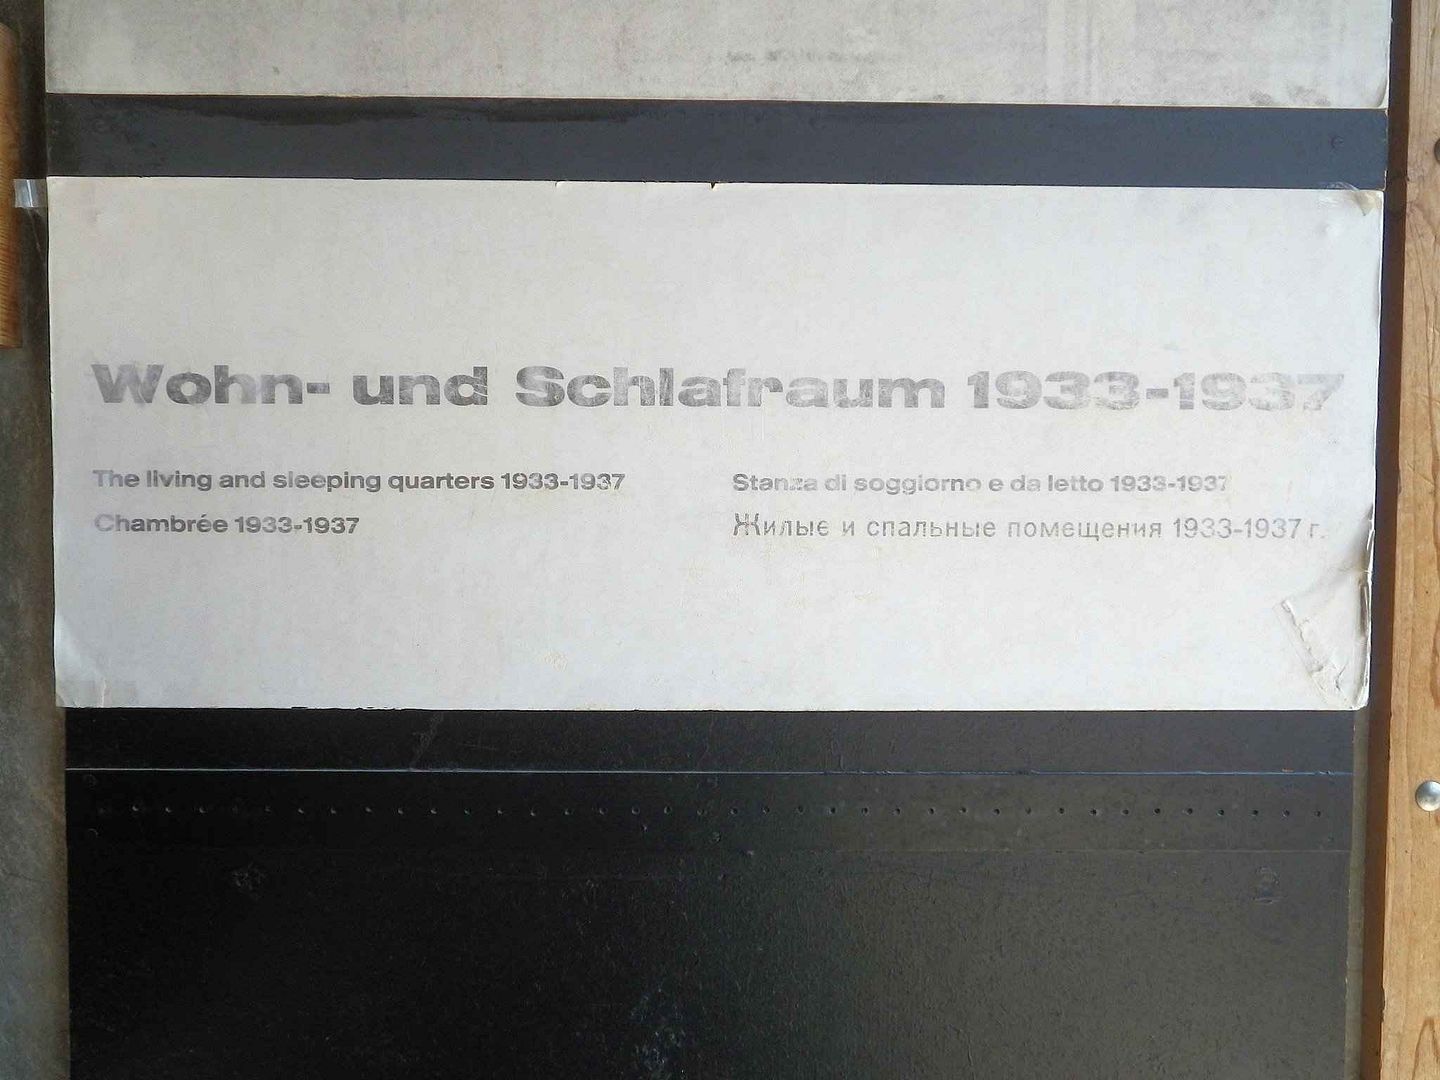 Wohn- und Schlafraum 1933-1937
The living and sleeping quarters 1933-1937
Chambrée 1933-1937
Stanza di soggiorno e da letto 1933-1937
Жилые и спальные помещения 1933-1937 г.